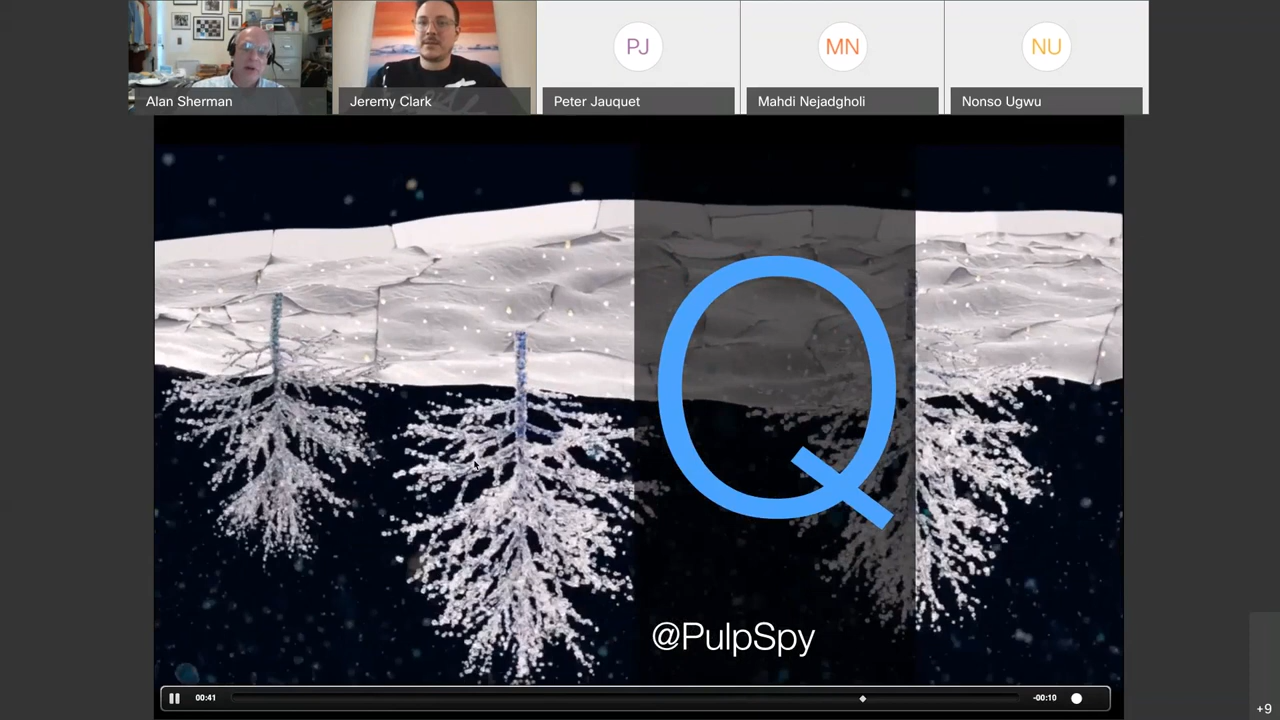 PJ
MN
NU
Alan Sherman
Jeremy Clark
Peter Jauquet
Mahdi Nejadgholi
Nonso Ugwu
Q
@PulpSpy
00:41
-00:10
+9